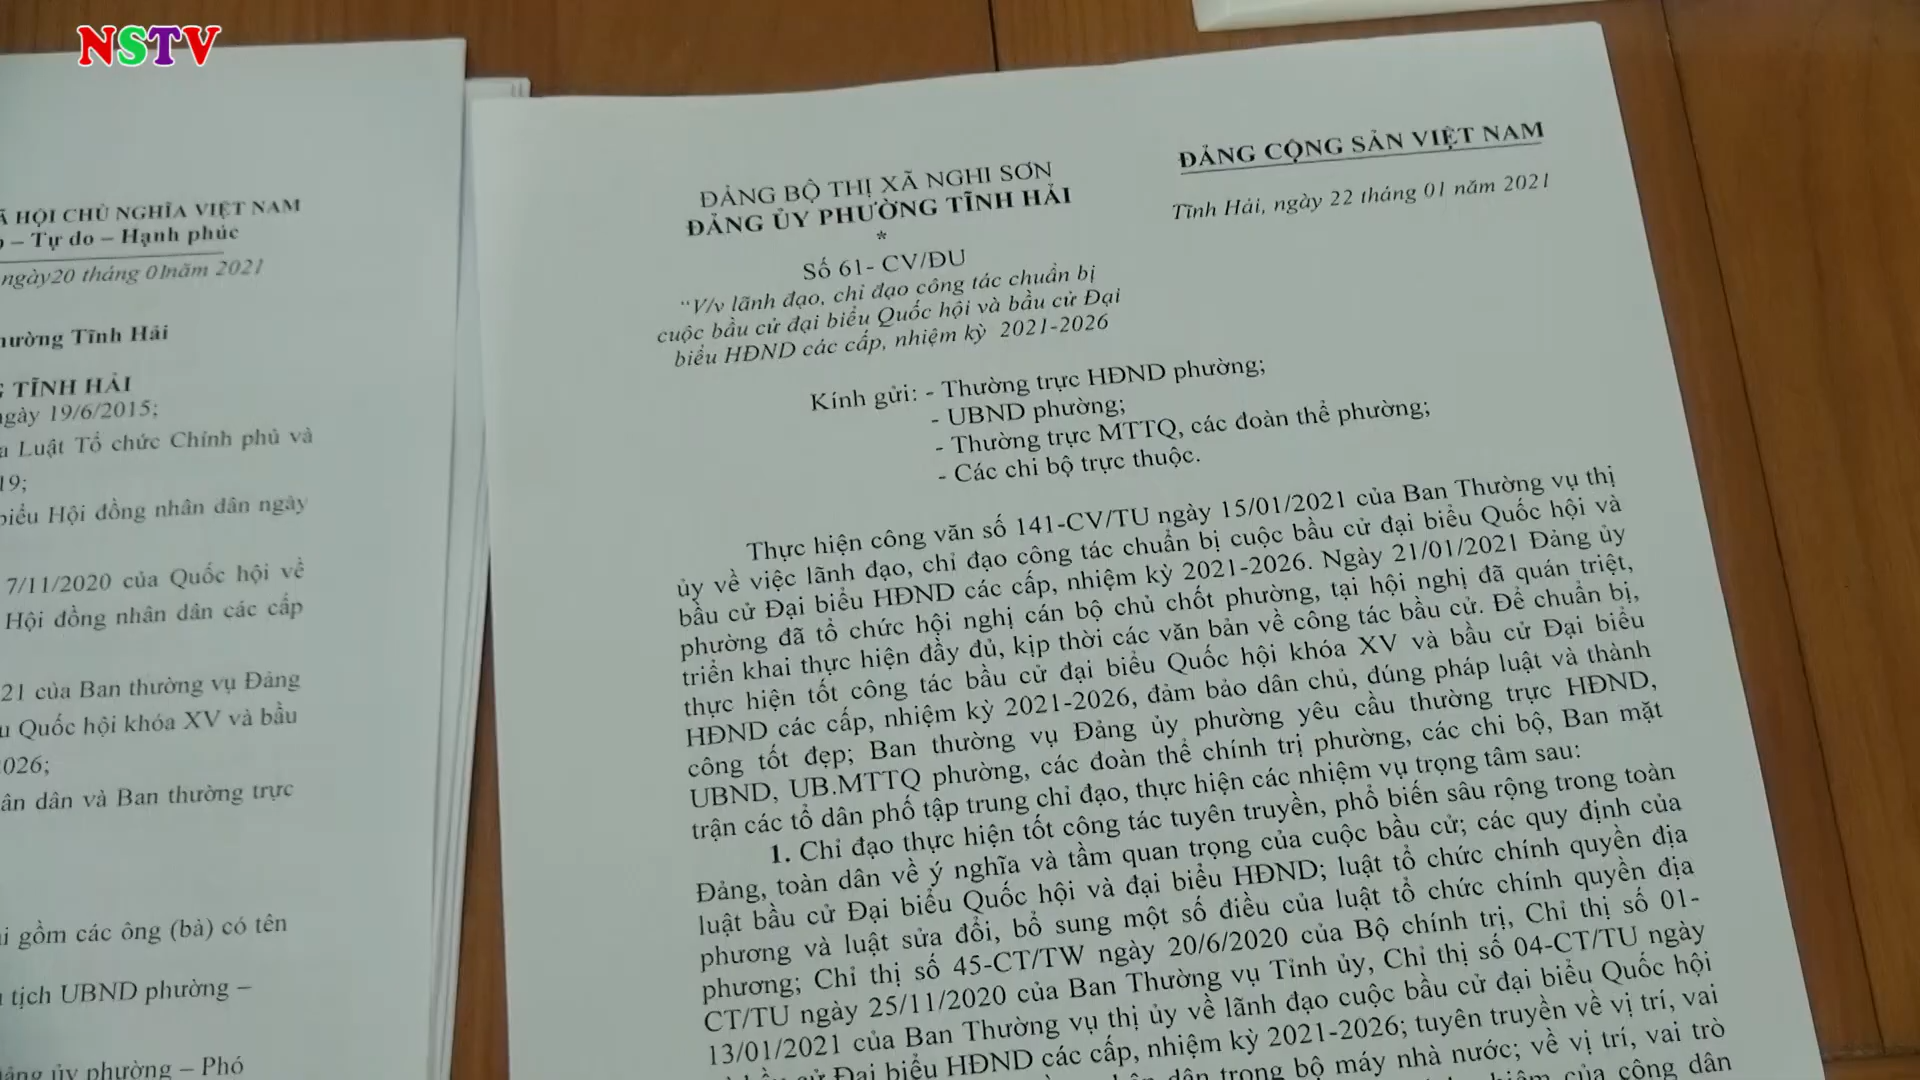 NSTV
HỘI CHỦ NGHĨA VIỆT NAM
– Tự do – Hạnh phúc
ngày20 tháng 01năm 2021
Tĩnh Hải
TĨNH HẢI
ngày 19/6/2015;
Luật Tổ chức Chính phủ và
19;
biểu Hội đồng nhân dân ngày
7/11/2020 của Quốc hội về
Hội đồng nhân dân các cấp
21 của Ban thường vụ Đảng
Quốc hội khóa XV và bầu
026;
dân và Ban thường trực
gồm các ông (bà) có tên
tịch UBND phường –
ủy phường – Phó
ĐẢNG BỘ THỊ XÃ NGHI SƠN
ĐẢNG ỦY PHƯỜNG TĨNH HẢI
*
Số 61- CV/ĐU
“V/v lãnh đạo, chỉ đạo công tác chuẩn bị
cuộc bầu cử đại biểu Quốc hội và bầu cử Đại
biểu HĐND các cấp, nhiệm kỳ 2021-2026
ĐẢNG CỘNG SẢN VIỆT NAM
Tĩnh Hải, ngày 22 tháng 01 năm 2021
Kính gửi: - Thường trực HĐND phường;
- UBND phường;
- Thường trực MTTQ, các đoàn thể phường;
- Các chi bộ trực thuộc.
Thực hiện công văn số 141-CV/TU ngày 15/01/2021 của Ban Thường vụ thị
ủy về việc lãnh đạo, chỉ đạo công tác chuẩn bị cuộc bầu cử đại biểu Quốc hội và
bầu cử Đại biểu HĐND các cấp, nhiệm kỳ 2021-2026. Ngày 21/01/2021 Đảng ủy
phường đã tổ chức hội nghị cán bộ chủ chốt phường, tại hội nghị đã quán triệt,
triển khai thực hiện đầy đủ, kịp thời các văn bản về công tác bầu cử. Để chuẩn bị,
thực hiện tốt công tác bầu cử đại biểu Quốc hội khóa XV và bầu cử Đại biểu
HĐND các cấp, nhiệm kỳ 2021-2026, đảm bảo dân chủ, đúng pháp luật và thành
công tốt đẹp; Ban thường vụ Đảng ủy phường yêu cầu thường trực HĐND,
UBND, UB.MTTQ phường, các đoàn thể chính trị phường, các chi bộ, Ban mặt
trận các tổ dân phố tập trung chỉ đạo, thực hiện các nhiệm vụ trọng tâm sau:
1. Chỉ đạo thực hiện tốt công tác tuyên truyền, phổ biến sâu rộng trong toàn
Đảng, toàn dân về ý nghĩa và tầm quan trọng của cuộc bầu cử; các quy định của
luật bầu cử Đại biểu Quốc hội và đại biểu HĐND; luật tổ chức chính quyền địa
phương và luật sửa đổi, bổ sung một số điều của luật tổ chức chính quyền địa
phương; Chỉ thị số 45-CT/TW ngày 20/6/2020 của Bộ chính trị, Chỉ thị số 01-
CT/TU ngày 25/11/2020 của Ban Thường vụ Tỉnh ủy, Chỉ thị số 04-CT/TU ngày
13/01/2021 của Ban Thường vụ thị ủy về lãnh đạo cuộc bầu cử đại biểu Quốc hội
bầu cử Đại biểu HĐND các cấp, nhiệm kỳ 2021-2026; tuyên truyền về vị trí, vai
dân trong bộ máy nhà nước; về vị trí, vai trò
của công dân